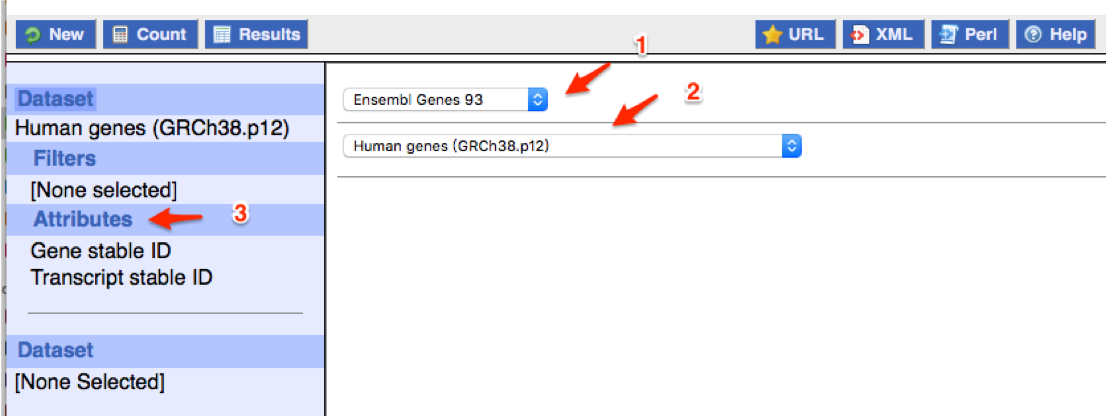 New Count Results URL XML Perl Help
1
Dataset
Ensembl Genes 93
2
Human genes (GRCh38.p12)
Human genes (GRCh38.p12)
Filters
[None selected]
Attributes
3
Gene stable ID
Transcript stable ID
Dataset
[None Selected]